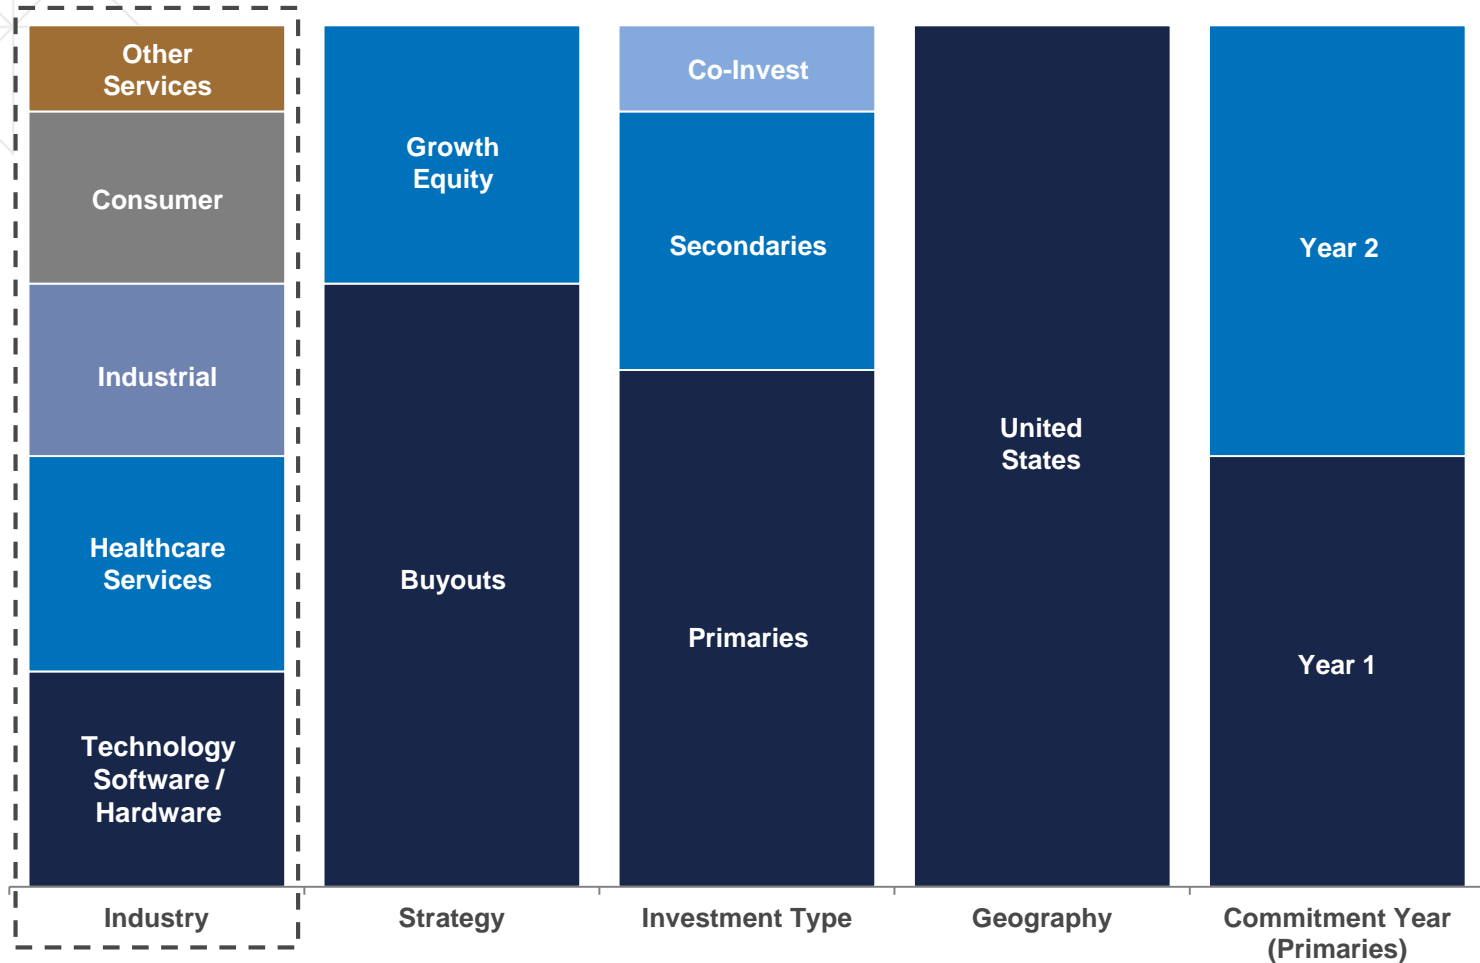 Other
Services
Consumer
Industrial
Healthcare
Services
Technology
Software /
Hardware
Industry
Growth
Equity
Buyouts
Strategy
Co-Invest
Secondaries
Primaries
Investment Type
United
States
Geography
Year 2
Year 1
Commitment Year
(Primaries)